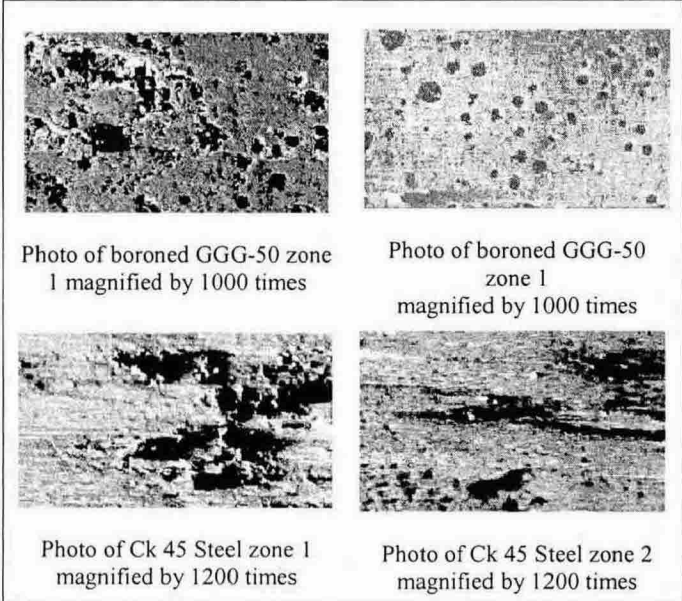 Photo of boroned GGG-50 zone
1 magnified by 1000 times
Photo of boroned GGG-50
zone 1
magnified by 1000 times
Photo of Ck 45 Steel zone 1
magnified by 1200 times
Photo of Ck 45 Steel zone 2
magnified by 1200 times